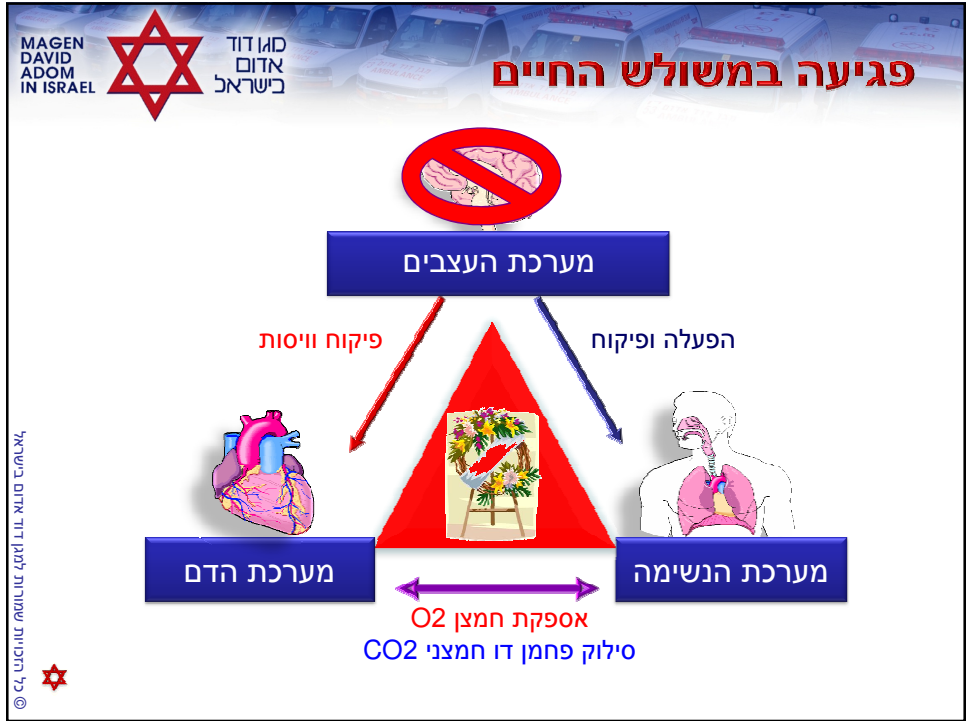 MAGEN
DAVID
ADOM
IN ISRAEL
מגן דוד
אדום
בישראל
פגיעה במשולש החיים
מערכת העצבים
פיקוח וויסות
הפעלה ופיקוח
מערכת הדם
מערכת הנשימה
אספקת חמצן O2
סילוק פחמן דו חמצני CO2
© כל הזכויות שמורות למגן דוד אדום בישראל